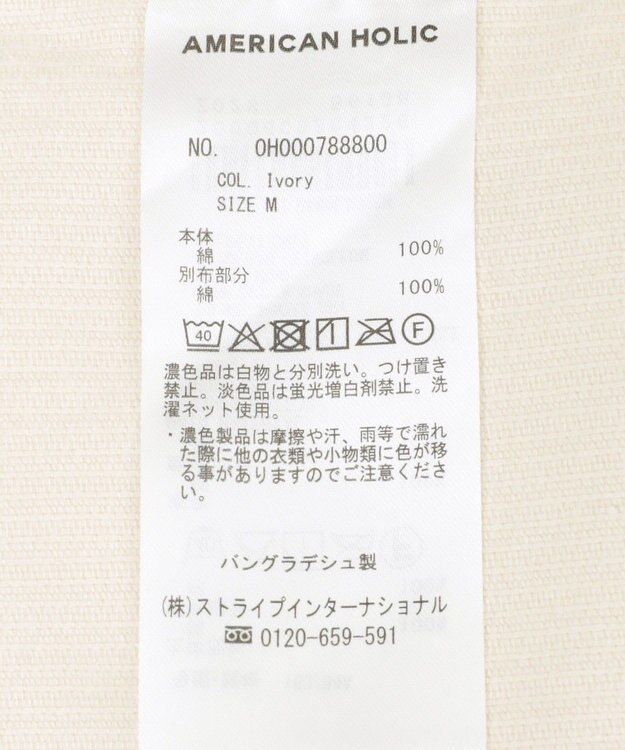 AMERICAN HOLIC
NO. 0H000788800
COL. Ivory
SIZE M
本体
綿 100%
別布部分
綿 100%
40 F
濃色品は白物と分別洗い。つけ置き
禁止。淡色品は蛍光増白剤禁止。洗
濯ネット使用。
・濃色製品は摩擦や汗、雨等で濡れ
た際に他の衣類や小物類に色が移
る事がありますのでご注意くださ
い。
バングラデシュ製
(株)ストライプインターナショナル
0120-659-591